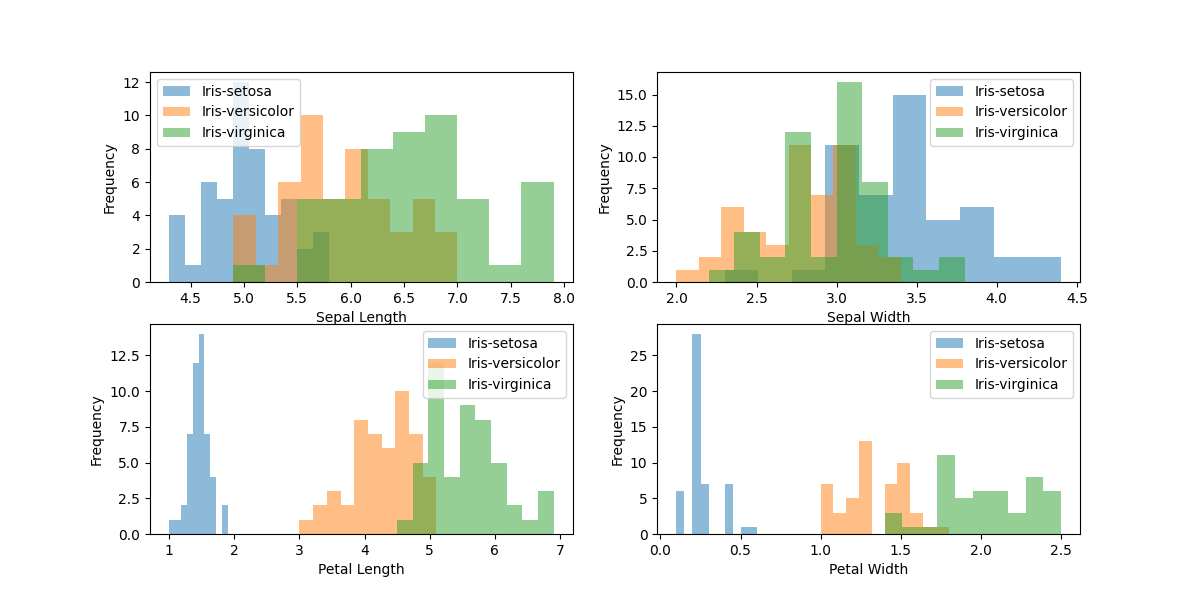 12
10
8
6
4
2
0
Frequency
Iris-setosa
Iris-versicolor
Iris-virginica
4.5 5.0 5.5 6.0 6.5 7.0 7.5 8.0
Sepal Length
15.0
12.5
10.0
7.5
5.0
2.5
0.0
Frequency
Iris-setosa
Iris-versicolor
Iris-virginica
2.0 2.5 3.0 3.5 4.0 4.5
Sepal Width
12.5
10.0
7.5
5.0
2.5
0.0
Frequency
Iris-setosa
Iris-versicolor
Iris-virginica
1 2 3 4 5 6 7
Petal Length
25
20
15
10
5
0
Frequency
Iris-setosa
Iris-versicolor
Iris-virginica
0.0 0.5 1.0 1.5 2.0 2.5
Petal Width